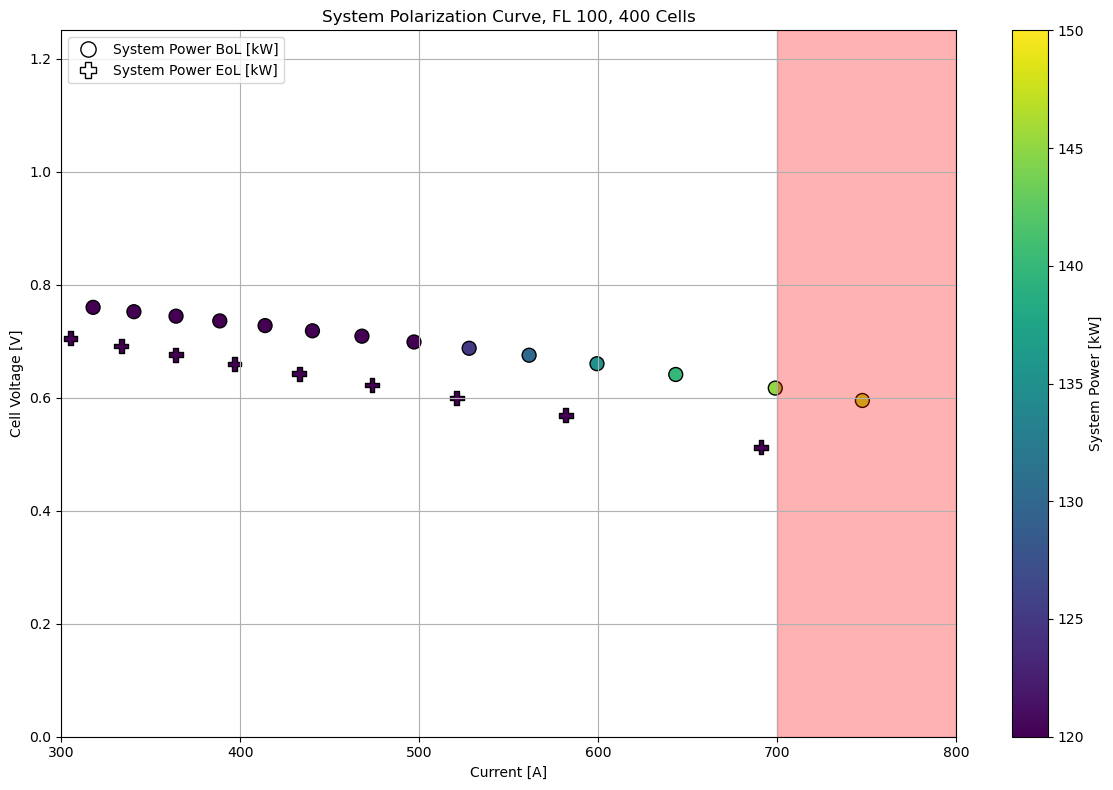 System Polarization Curve, FL 100, 400 Cells
System Power BoL [kW]
System Power EoL [kW]
Cell Voltage [V]
1.2
1.0
0.8
0.6
0.4
0.2
0.0
300 400 500 600 700 800
Current [A]
150
145
140
135
130
125
120
System Power [kW]